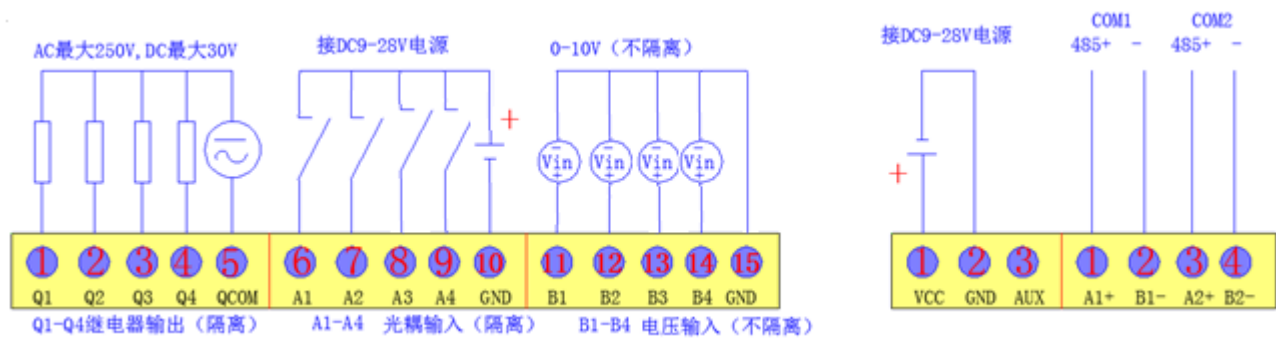 AC最大250V,DC最大30V
接DC9-28V电源
0-10V（不隔离）
接DC9-28V电源
COM1
COM2
485+ -
485+ -
+
Vin
Vin
Vin
Vin
+
1 2 3 4 5 6 7 8 9 10 11 12 13 14 15
Q1 Q2 Q3 Q4 QCOM A1 A2 A3 A4 GND B1 B2 B3 B4 GND
1 2 3 1 2 3 4
VCC GND AUX A1+ B1- A2+ B2-
Q1-Q4继电器输出（隔离）
A1-A4 光耦输入（隔离）
B1-B4 电压输入（不隔离）